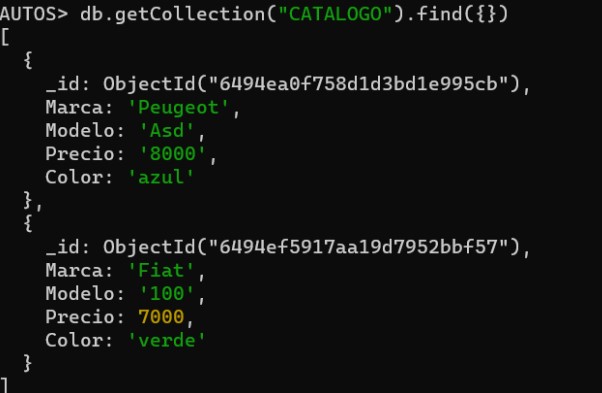 AUTOS> db.getCollection("CATALOGO").find({})
[
  {
    _id: ObjectId("6494ea0f758d1d3bd1e995cb"),
    Marca: 'Peugeot',
    Modelo: 'Asd',
    Precio: '8000',
    Color: 'azul'
  },
  {
    _id: ObjectId("6494ef5917aa19d7952bbf57"),
    Marca: 'Fiat',
    Modelo: '100',
    Precio: 7000,
    Color: 'verde'
  }
]